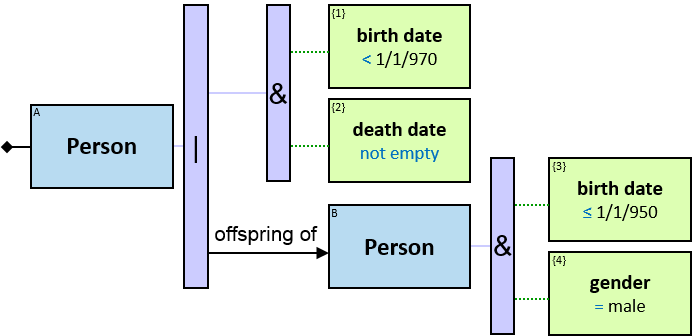 {1}
birth date
< 1/1/970
A
Person
|
&
{2}
death date
not empty
offspring of
B
Person
&
{3}
birth date
≤ 1/1/950
{4}
gender
= male